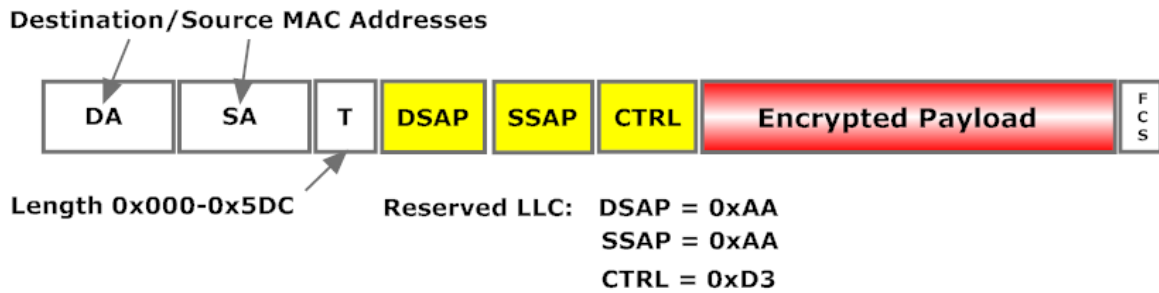 Destination/Source MAC Addresses
DA SA T DSAP SSAP CTRL Encrypted Payload FCS
Length 0x000-0x5DC
Reserved LLC: DSAP = 0xAA
SSAP = 0xAA
CTRL = 0xD3